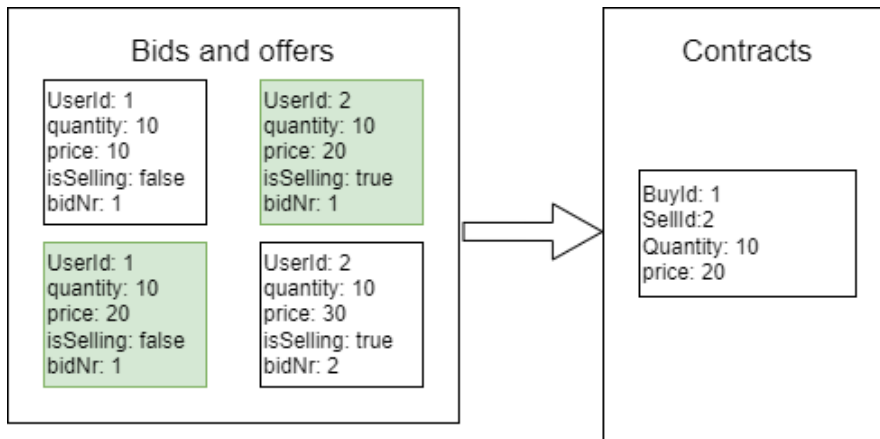 Bids and offers
UserId: 1
quantity: 10
price: 10
isSelling: false
bidNr: 1
UserId: 2
quantity: 10
price: 20
isSelling: true
bidNr: 1
UserId: 1
quantity: 10
price: 20
isSelling: false
bidNr: 1
UserId: 2
quantity: 10
price: 30
isSelling: true
bidNr: 2
Contracts
BuyId: 1
SellId:2
Quantity: 10
price: 20